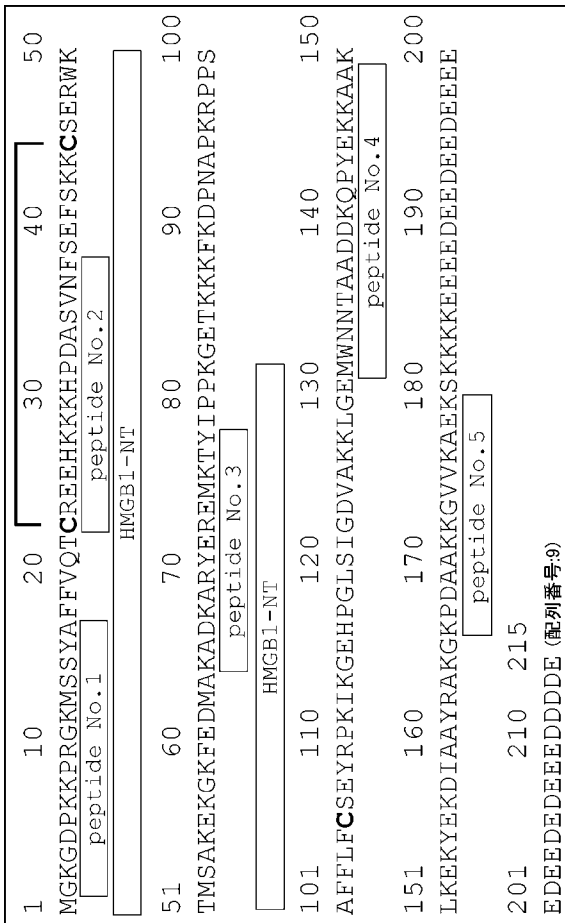 1 10 20 30 40 50
MGKGDPKKPRGKMSSYAFFVQTCREEHKKKHPDASVNFSEFSKKCSERWK
peptide No.1 peptide No.2
HMGB1-NT
51 60 70 80 90 100
TMSAKEKGKFEDMAKADKARYEREMKTYIPPKGETKKKFKDPNAPKRPPS
peptide No.3
HMGB1-NT
101 110 120 130 140 150
AFFLFCSEYRPKIKGEHPGLSIGDVAKKLGEMWNNTAADDKQPYEKKAAK
peptide No.4
151 160 170 180 190 200
LKEKYEKDIAAYRAKGKPDAAKKGVVKAEKSKKKKEEEEDEEDEEDEEEE
peptide No.5
201 210 215
EDEEDEDEEEDDDDE (配列番号:9)